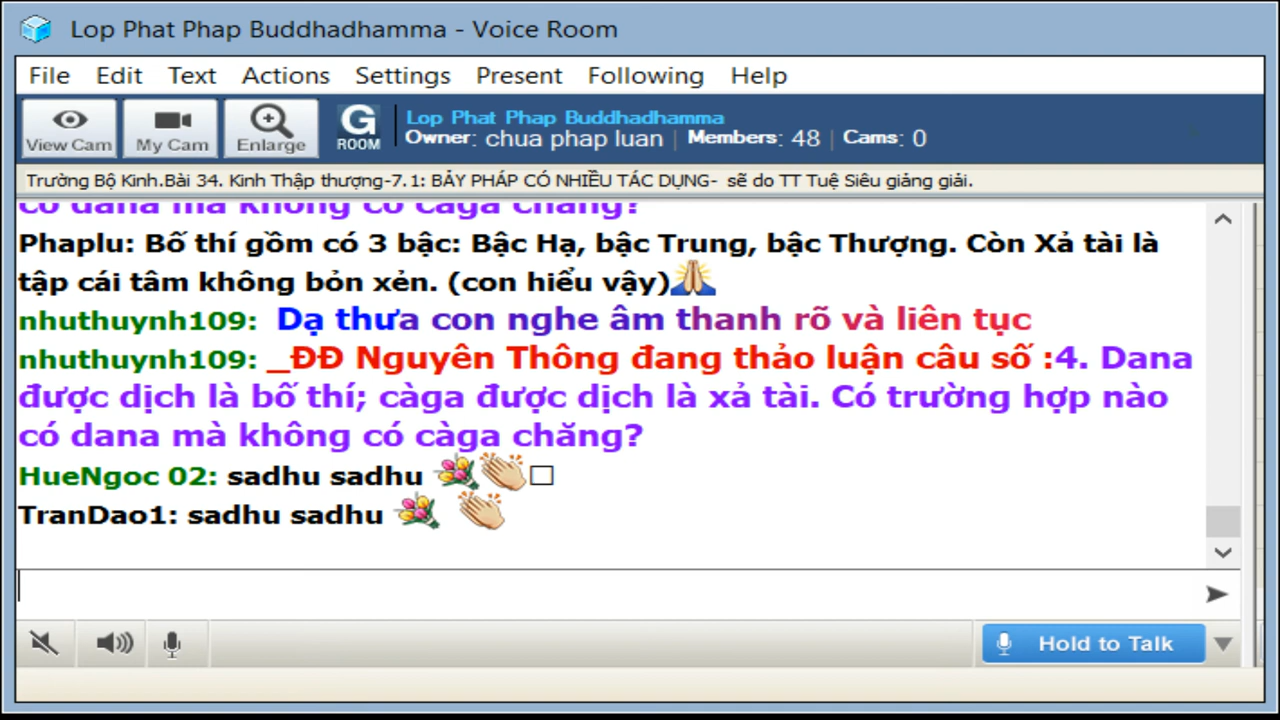 Lop Phat Phap Buddhadhamma - Voice Room
File Edit Text Actions Settings Present Following Help
View Cam My Cam Enlarge G ROOM
Lop Phat Phap Buddhadhamma
Owner: chua phap luan | Members: 48 | Cams: 0
Trường Bộ Kinh.Bài 34. Kinh Thập thượng-7.1: BẢY PHÁP CÓ NHIỀU TÁC DỤNG- sẽ do TT Tuệ Siêu giảng giải.
có dana mà không có càga chăng?
Phaplu: Bố thí gồm có 3 bậc: Bậc Hạ, bậc Trung, bậc Thượng. Còn Xả tài là
tập cái tâm không bỏn xẻn. (con hiểu vậy)
nhuthuynh109: Dạ thưa con nghe âm thanh rõ và liên tục
nhuthuynh109: _ĐĐ Nguyên Thông đang thảo luận câu số :4. Dana
được dịch là bố thí; càga được dịch là xả tài. Có trường hợp nào
có dana mà không có càga chăng?
HueNgoc 02: sadhu sadhu
TranDao1: sadhu sadhu
Hold to Talk